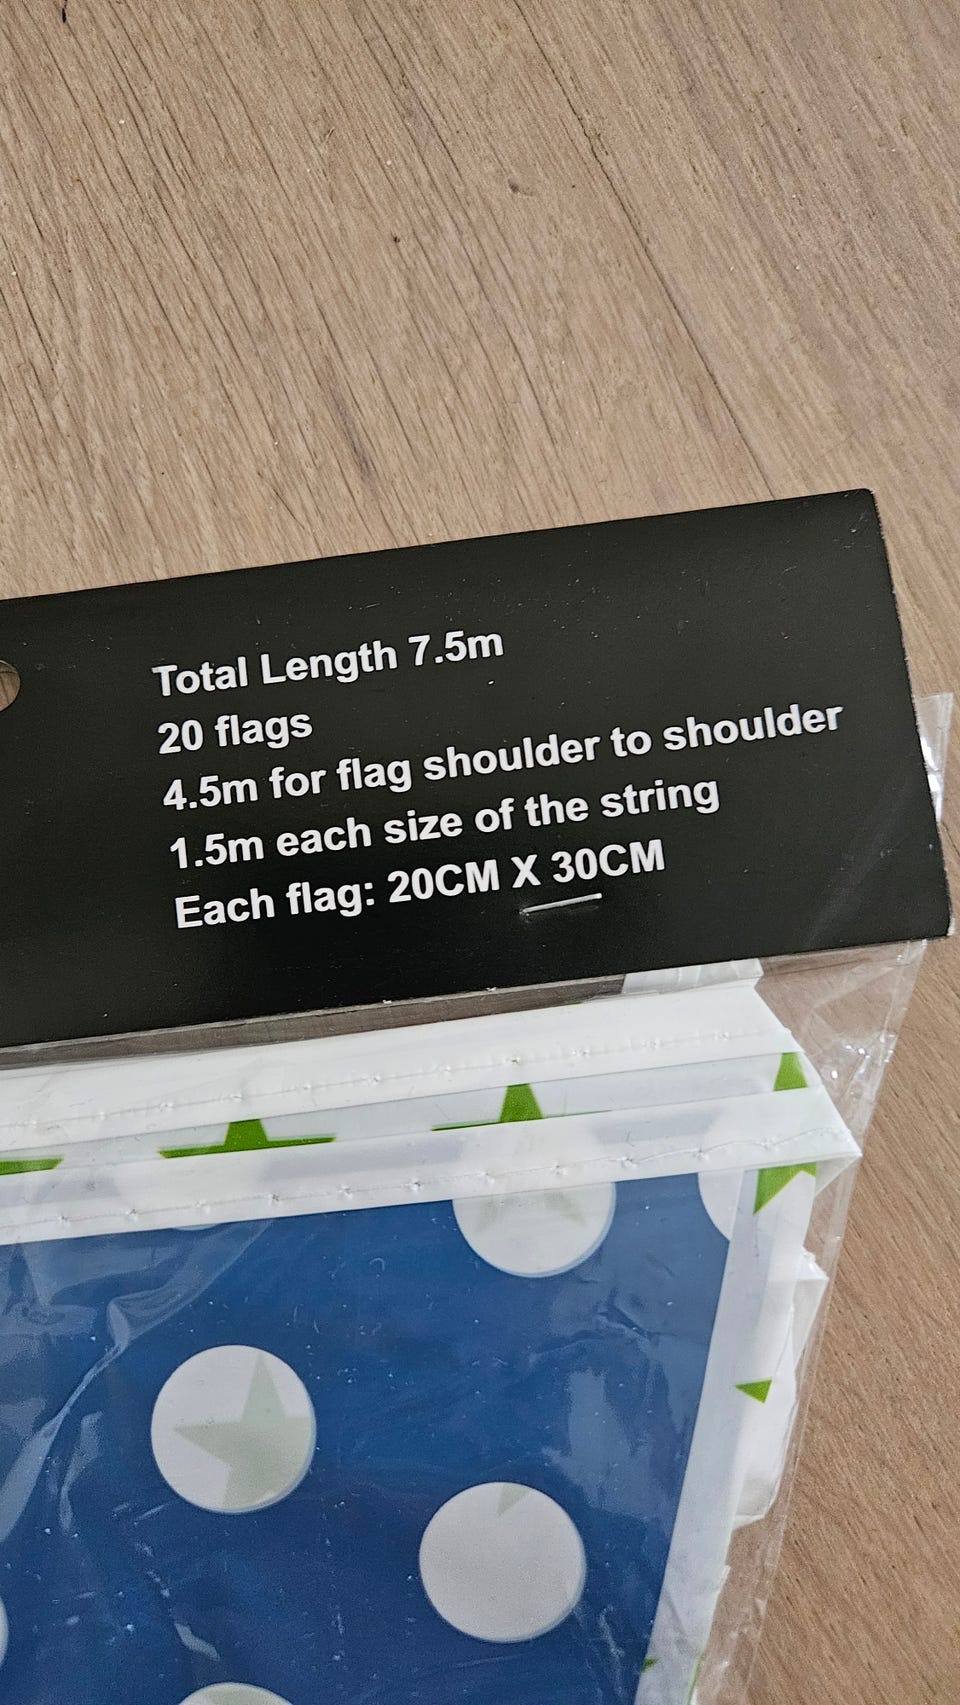 Total Length 7.5m
20 flags
4.5m for flag shoulder to shoulder
1.5m each size of the string
Each flag: 20CM X 30CM